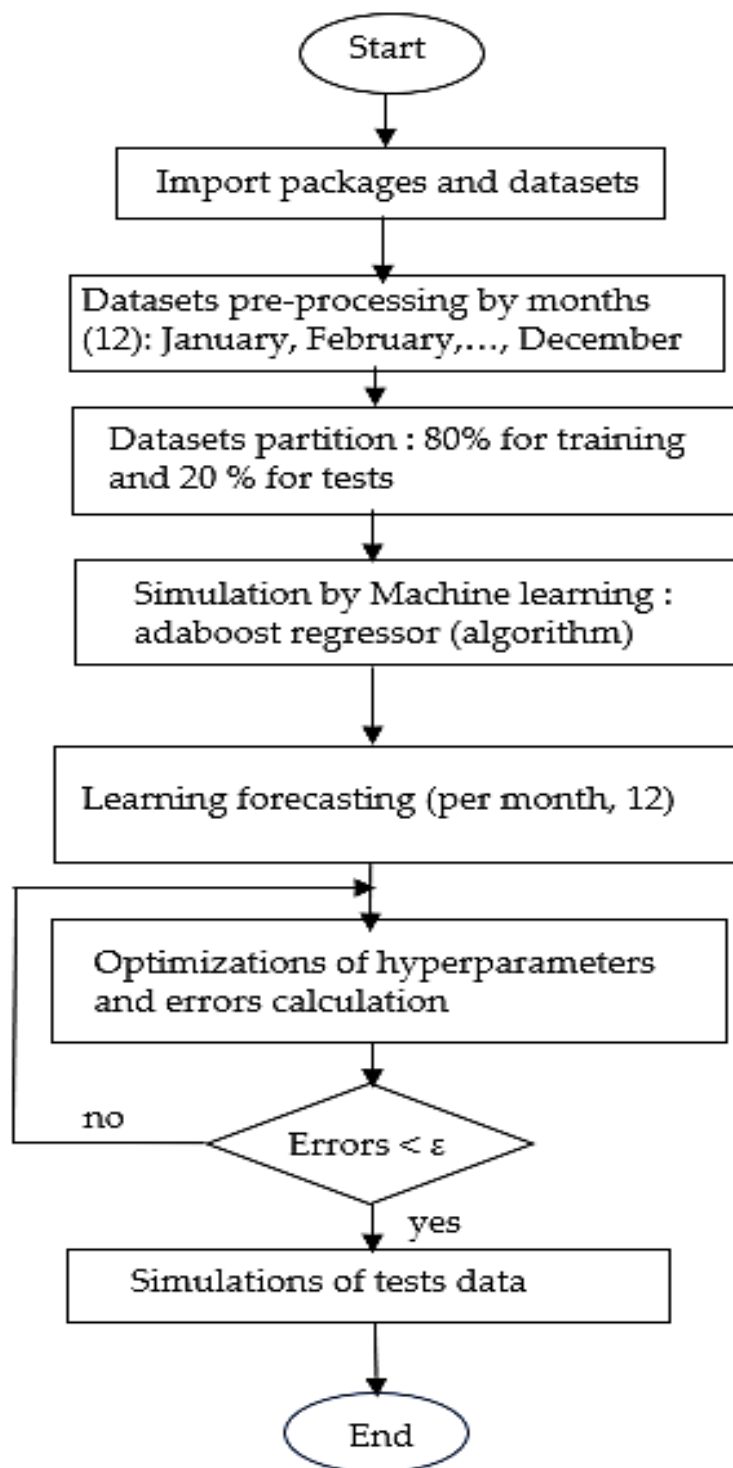 Start
Import packages and datasets
Datasets pre-processing by months
(12): January, February,…, December
Datasets partition : 80% for training
and 20 % for tests
Simulation by Machine learning :
adaboost regressor (algorithm)
Learning forecasting (per month, 12)
Optimizations of hyperparameters
and errors calculation
no
Errors < ε
yes
Simulations of tests data
End